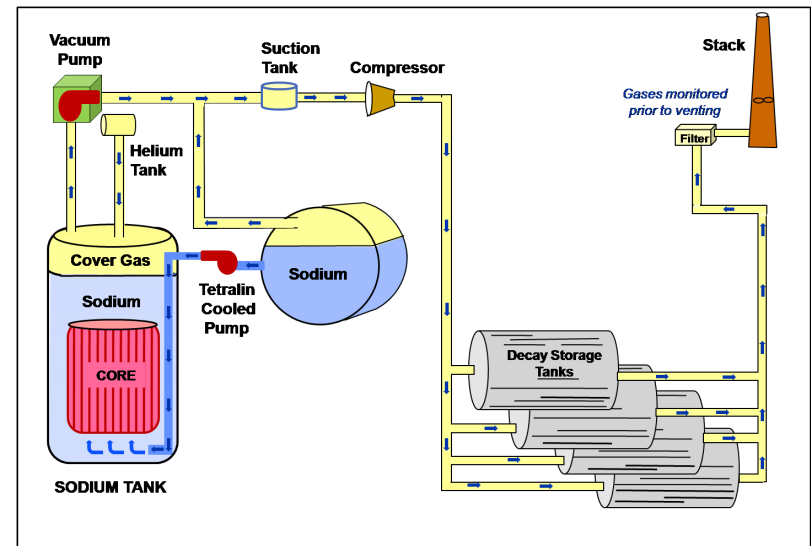 Vacuum
Pump
Suction
Tank
Compressor
Stack
Gases monitored
prior to venting
Filter
Helium
Tank
Cover Gas
Sodium
Sodium
Tetralin
Cooled
Pump
CORE
Decay Storage
Tanks
SODIUM TANK